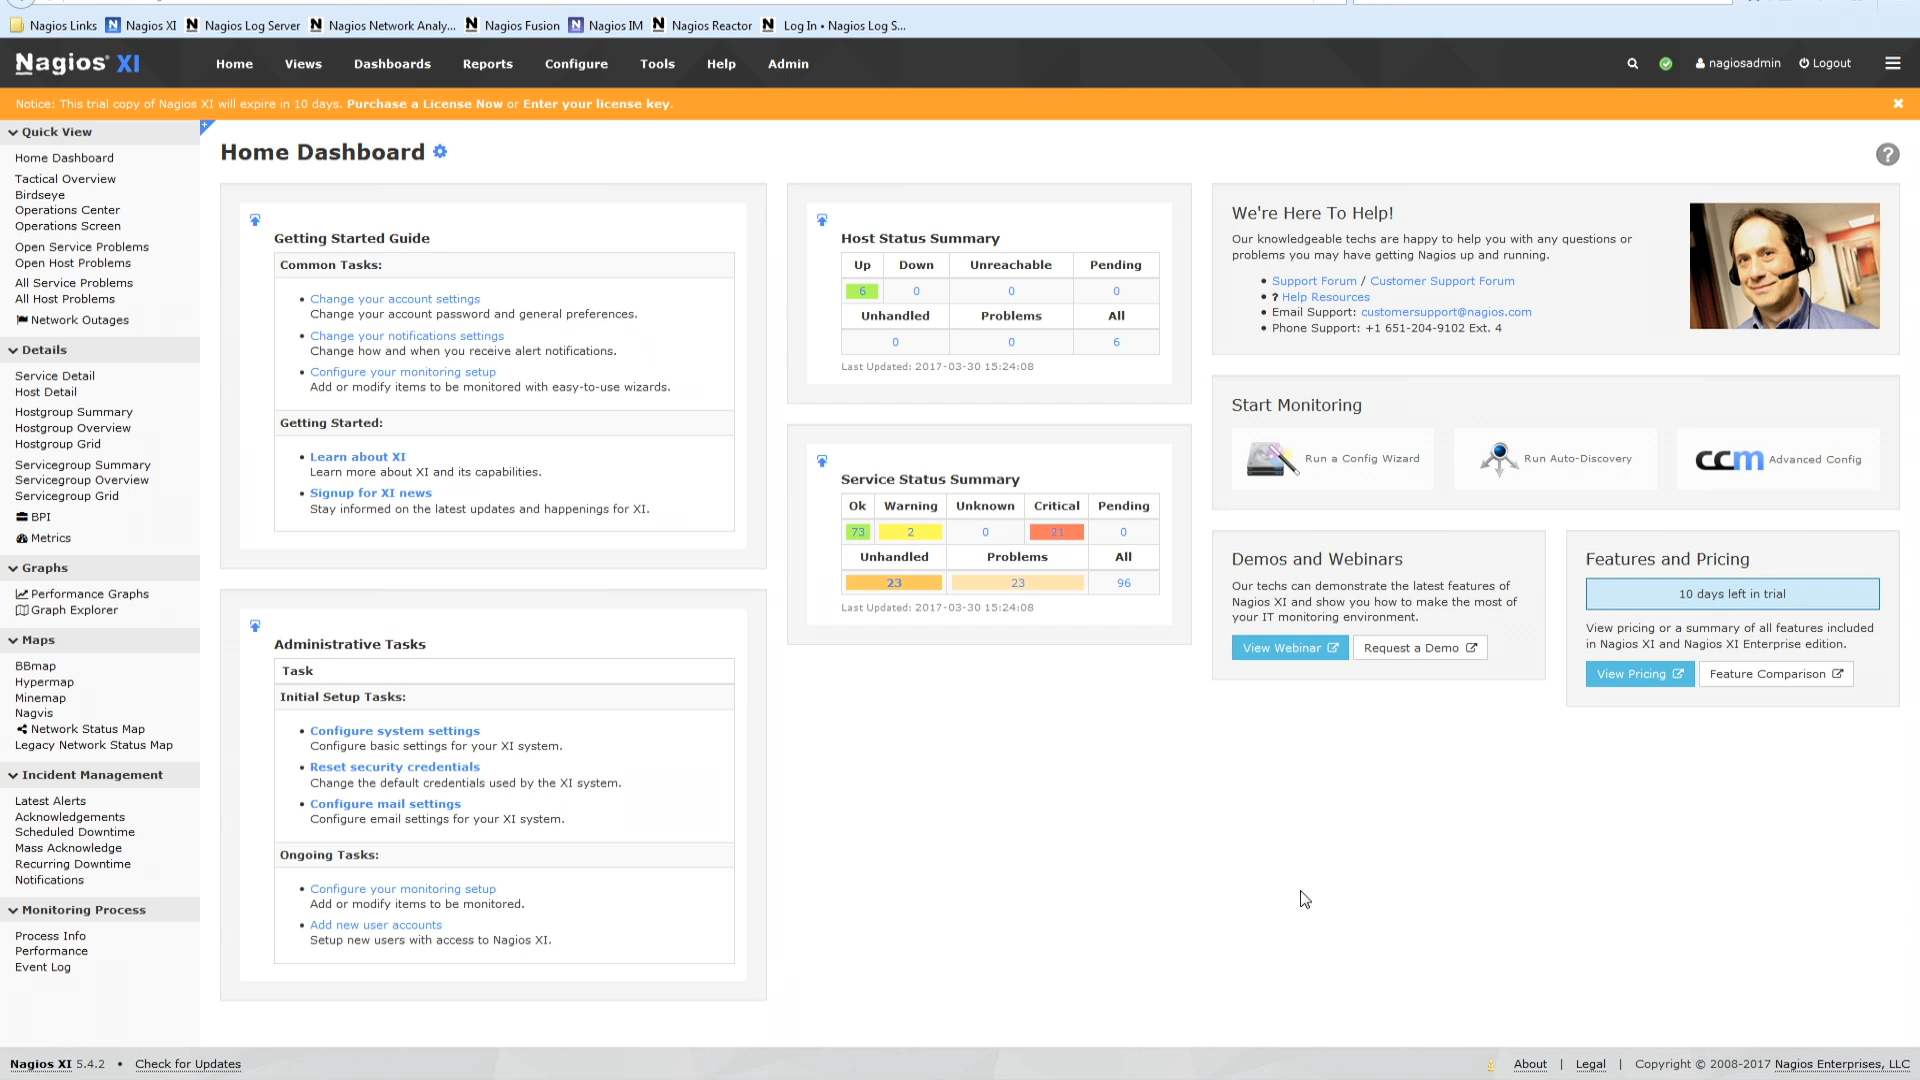 Nagios Links
Nagios XI
Nagios Log Server
Nagios Network Analy...
Nagios Fusion
Nagios IM
Nagios Reactor
Log In • Nagios Log S...
Nagios® XI
Home
Views
Dashboards
Reports
Configure
Tools
Help
Admin
nagiosadmin
Logout
Notice: This trial copy of Nagios XI will expire in 10 days. Purchase a License Now or Enter your license key.
Quick View
Home Dashboard
Tactical Overview
Birdseye
Operations Center
Operations Screen
Open Service Problems
Open Host Problems
All Service Problems
All Host Problems
Network Outages
Details
Service Detail
Host Detail
Hostgroup Summary
Hostgroup Overview
Hostgroup Grid
Servicegroup Summary
Servicegroup Overview
Servicegroup Grid
BPI
Metrics
Graphs
Performance Graphs
Graph Explorer
Maps
BBmap
Hypermap
Minemap
Nagvis
Network Status Map
Legacy Network Status Map
Incident Management
Latest Alerts
Acknowledgements
Scheduled Downtime
Mass Acknowledge
Recurring Downtime
Notifications
Monitoring Process
Process Info
Performance
Event Log
Home Dashboard
?
Getting Started Guide
Common Tasks:
• Change your account settings
Change your account password and general preferences.
• Change your notifications settings
Change how and when you receive alert notifications.
• Configure your monitoring setup
Add or modify items to be monitored with easy-to-use wizards.
Getting Started:
• Learn about XI
Learn more about XI and its capabilities.
• Signup for XI news
Stay informed on the latest updates and happenings for XI.
Administrative Tasks
Task
Initial Setup Tasks:
• Configure system settings
Configure basic settings for your XI system.
• Reset security credentials
Change the default credentials used by the XI system.
• Configure mail settings
Configure email settings for your XI system.
Ongoing Tasks:
• Configure your monitoring setup
Add or modify items to be monitored.
• Add new user accounts
Setup new users with access to Nagios XI.
Host Status Summary
Up Down Unreachable Pending
6 0 0 0
Unhandled Problems All
0 0 6
Last Updated: 2017-03-30 15:24:08
Service Status Summary
Ok Warning Unknown Critical Pending
73 2 0 21 0
Unhandled Problems All
23 23 96
Last Updated: 2017-03-30 15:24:08
We're Here To Help!
Our knowledgeable techs are happy to help you with any questions or
problems you may have getting Nagios up and running.
• Support Forum / Customer Support Forum
• ? Help Resources
• Email Support: customersupport@nagios.com
• Phone Support: +1 651-204-9102 Ext. 4
Start Monitoring
Run a Config Wizard
Run Auto-Discovery
ccm Advanced Config
Demos and Webinars
Our techs can demonstrate the latest features of
Nagios XI and show you how to make the most of
your IT monitoring environment.
View Webinar
Request a Demo
Features and Pricing
10 days left in trial
View pricing or a summary of all features included
in Nagios XI and Nagios XI Enterprise edition.
View Pricing
Feature Comparison
Nagios XI 5.4.2 • Check for Updates
About | Legal | Copyright © 2008-2017 Nagios Enterprises, LLC